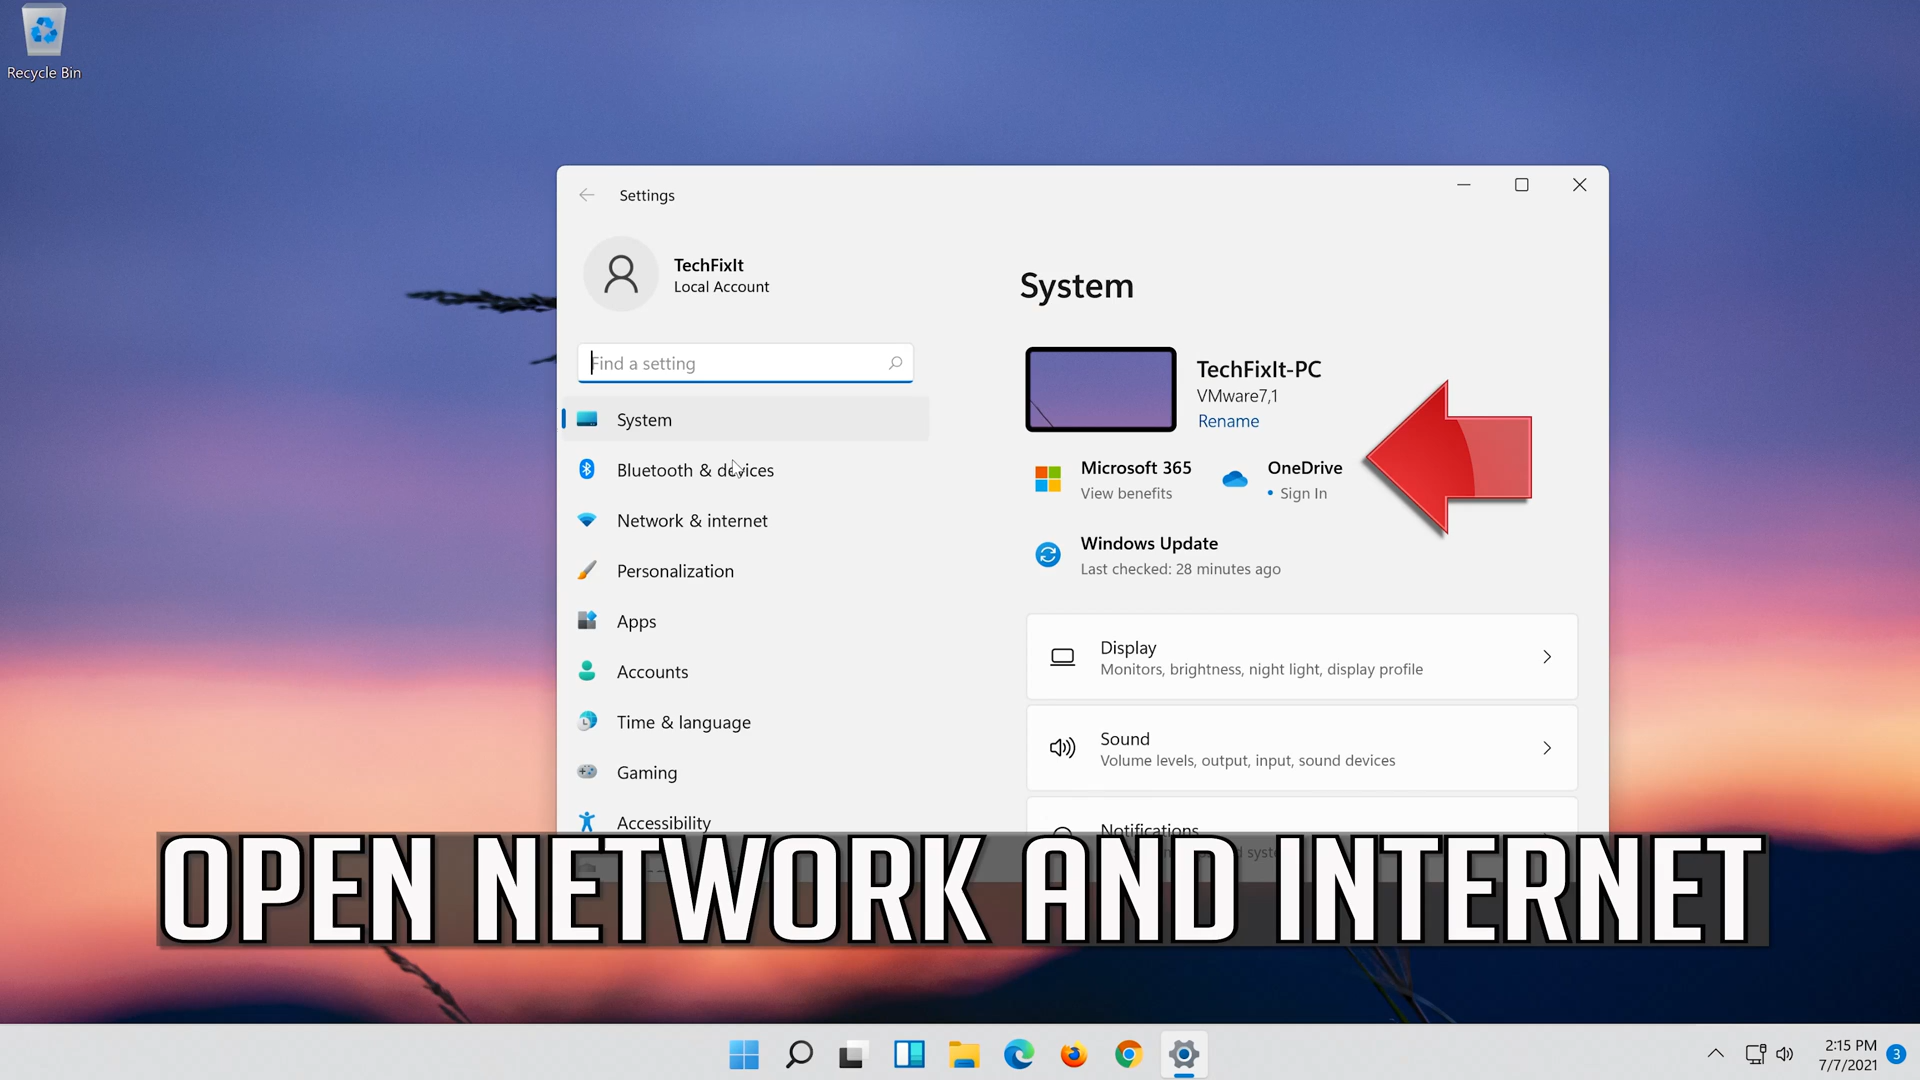 Recycle Bin
Settings
TechFixIt
Local Account
Find a setting
System
Bluetooth & devices
Network & internet
Personalization
Apps
Accounts
Time & language
Gaming
Accessibility
System
TechFixIt-PC
VMware7,1
Rename
Microsoft 365
View benefits
OneDrive
• Sign In
Windows Update
Last checked: 28 minutes ago
Display
Monitors, brightness, night light, display profile
Sound
Volume levels, output, input, sound devices
Notifications
OPEN NETWORK AND INTERNET
2:15 PM
7/7/2021
3